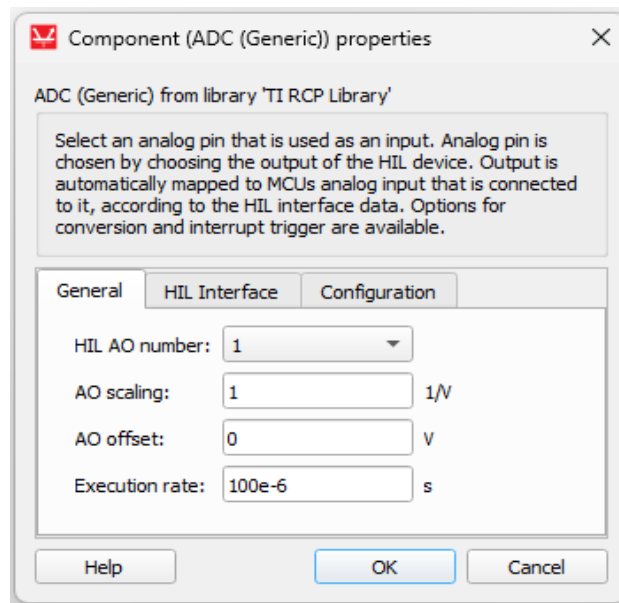 Component (ADC (Generic)) properties
ADC (Generic) from library 'TI RCP Library'
Select an analog pin that is used as an input. Analog pin is
chosen by choosing the output of the HIL device. Output is
automatically mapped to MCUs analog input that is connected
to it, according to the HIL interface data. Options for
conversion and interrupt trigger are available.
General HIL Interface Configuration
HIL AO number: 1
AO scaling: 1 1/V
AO offset: 0 V
Execution rate: 100e-6 s
Help OK Cancel